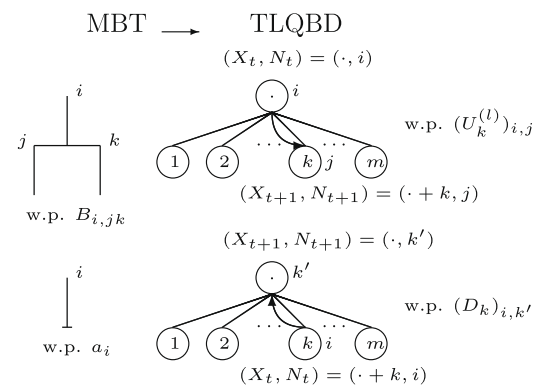 MBT → TLQBD
(X_t, N_t) = (·, i)
i
· i
j k
w.p. (U_k^{(l)})_{i,j}
1 2 ··· k j ··· m
(X_{t+1}, N_{t+1}) = (· + k, j)
w.p. B_{i,jk}
(X_{t+1}, N_{t+1}) = (·, k′)
i
· k′
w.p. (D_k)_{i,k′}
1 2 ··· k i ··· m
w.p. a_i
(X_t, N_t) = (· + k, i)